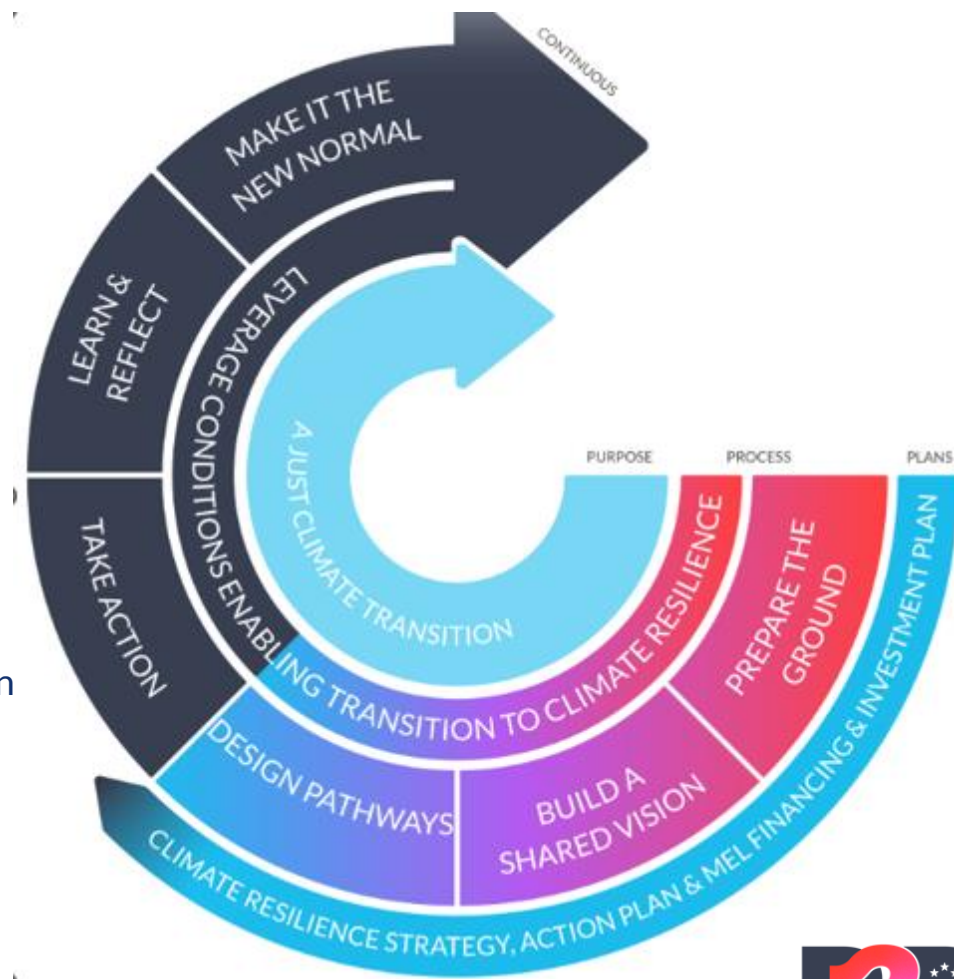 CONTINUOUS
MAKE IT THE
NEW NORMAL
LEARN &
REFLECT
TAKE ACTION
LEVERAGE CONDITIONS ENABLING TRANSITION TO CLIMATE RESILIENCE
A JUST CLIMATE TRANSITION
PURPOSE
PROCESS
PLANS
PREPARE THE
GROUND
BUILD A
SHARED VISION
DESIGN PATHWAYS
CLIMATE RESILIENCE STRATEGY, ACTION PLAN & MEL FINANCING & INVESTMENT PLAN
n